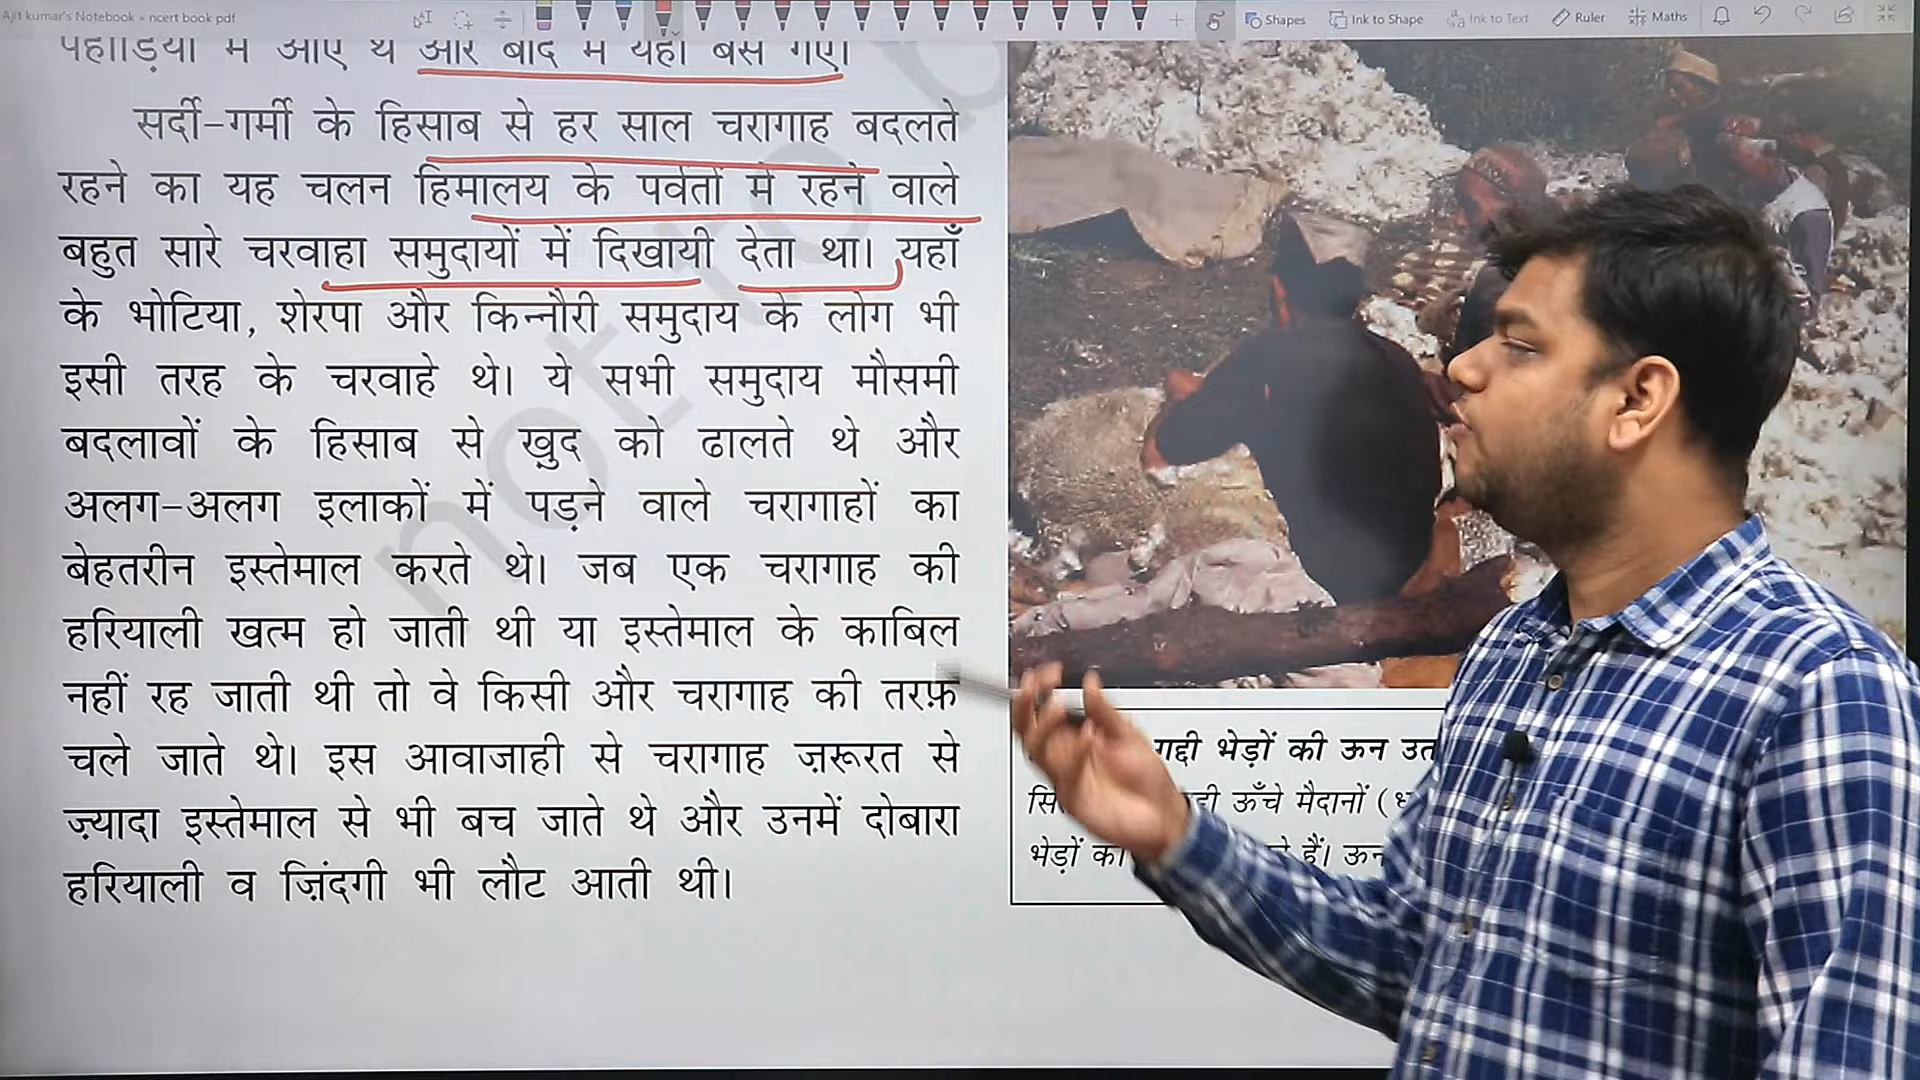 Ajit kumar's Notebook » ncert book pdf
Shapes Ink to Shape Ink to Text Ruler Maths
पहाड़ियों में आए थे और बाद में यहीं बस गए।
सर्दी-गर्मी के हिसाब से हर साल चरागाह बदलते
रहने का यह चलन हिमालय के पर्वतों में रहने वाले
बहुत सारे चरवाहा समुदायों में दिखायी देता था। यहाँ
के भोटिया, शेरपा और किन्नौरी समुदाय के लोग भी
इसी तरह के चरवाहे थे। ये सभी समुदाय मौसमी
बदलावों के हिसाब से खुद को ढालते थे और
अलग-अलग इलाकों में पड़ने वाले चरागाहों का
बेहतरीन इस्तेमाल करते थे। जब एक चरागाह की
हरियाली खत्म हो जाती थी या इस्तेमाल के काबिल
नहीं रह जाती थी तो वे किसी और चरागाह की तरफ़
चले जाते थे। इस आवाजाही से चरागाह ज़रूरत से
ज़्यादा इस्तेमाल से भी बच जाते थे और उनमें दोबारा
हरियाली व ज़िंदगी भी लौट आती थी।
not to b
गद्दी भेड़ों की ऊन
ऊँचे मैदानों
भेड़ों हैं। ऊन